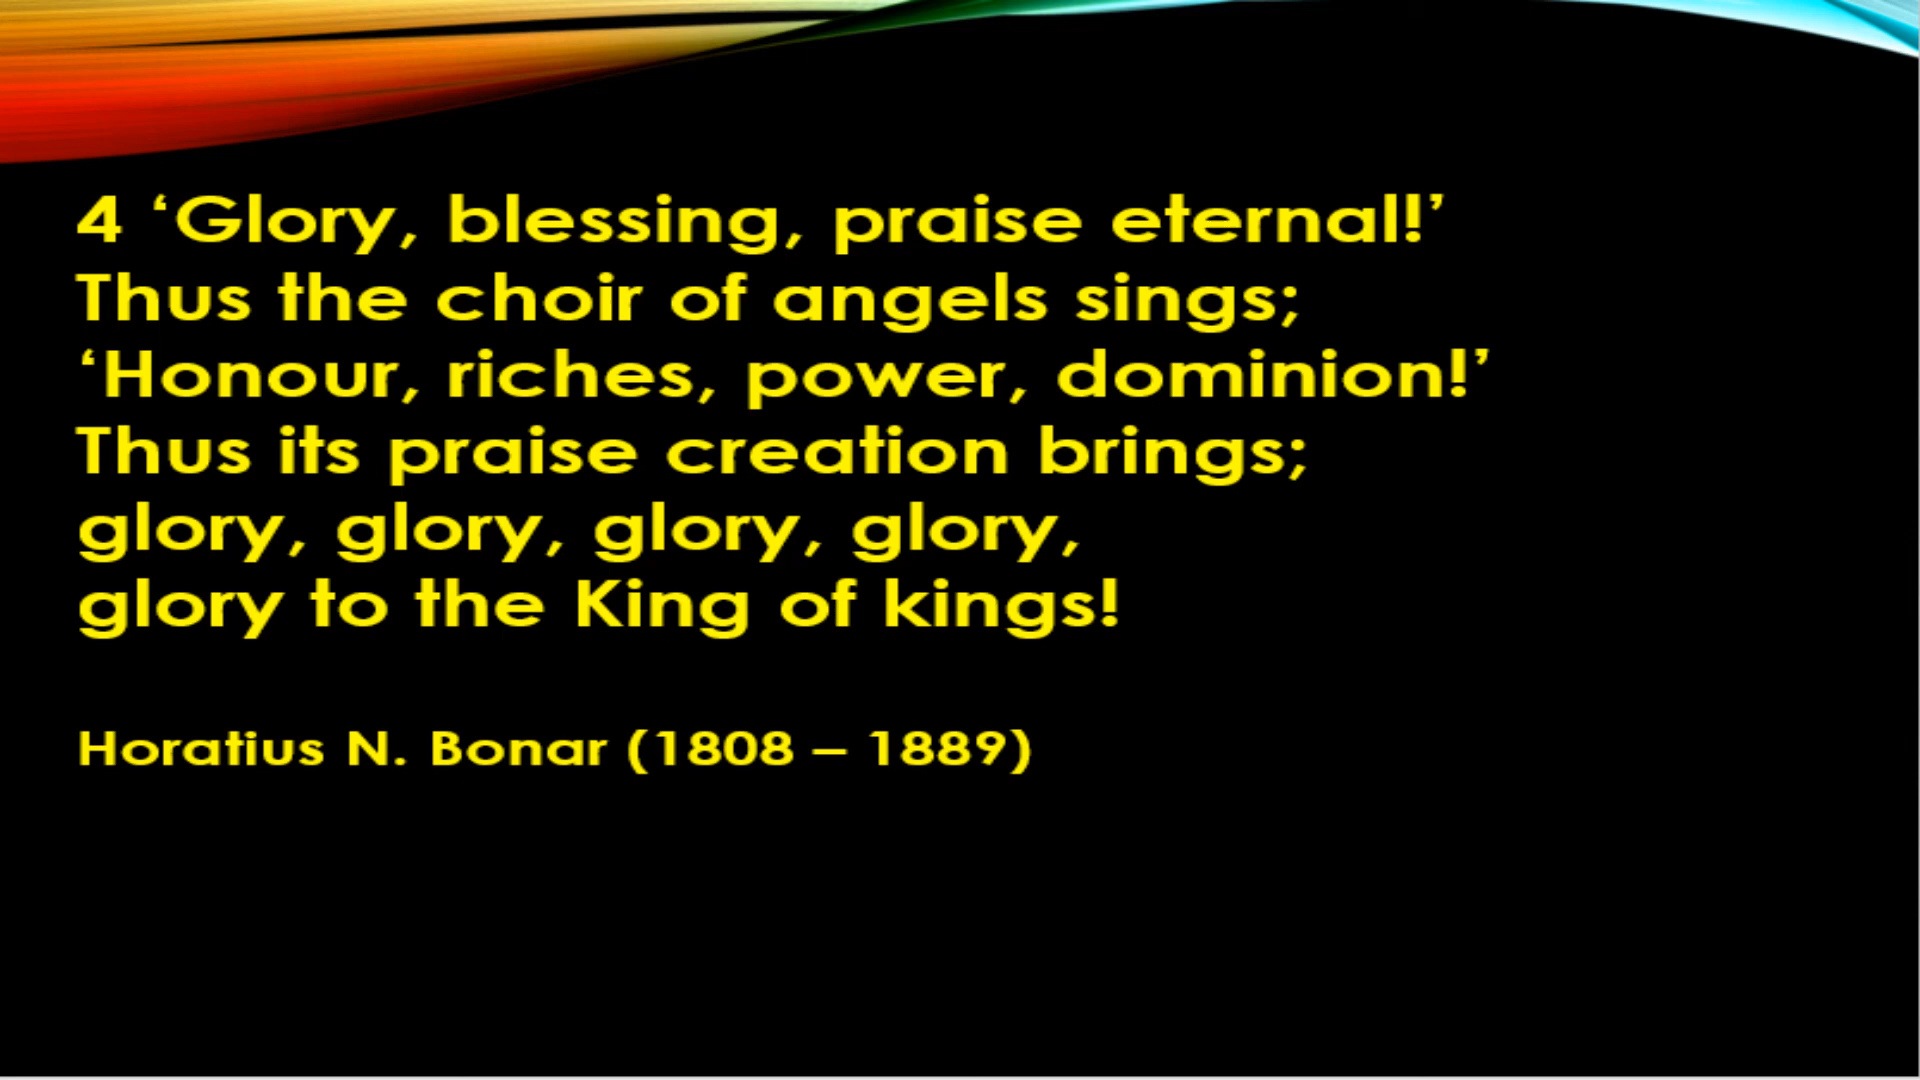 4 ‘Glory, blessing, praise eternal!’
Thus the choir of angels sings;
‘Honour, riches, power, dominion!’
Thus its praise creation brings;
glory, glory, glory, glory,
glory to the King of kings!
Horatius N. Bonar (1808 – 1889)